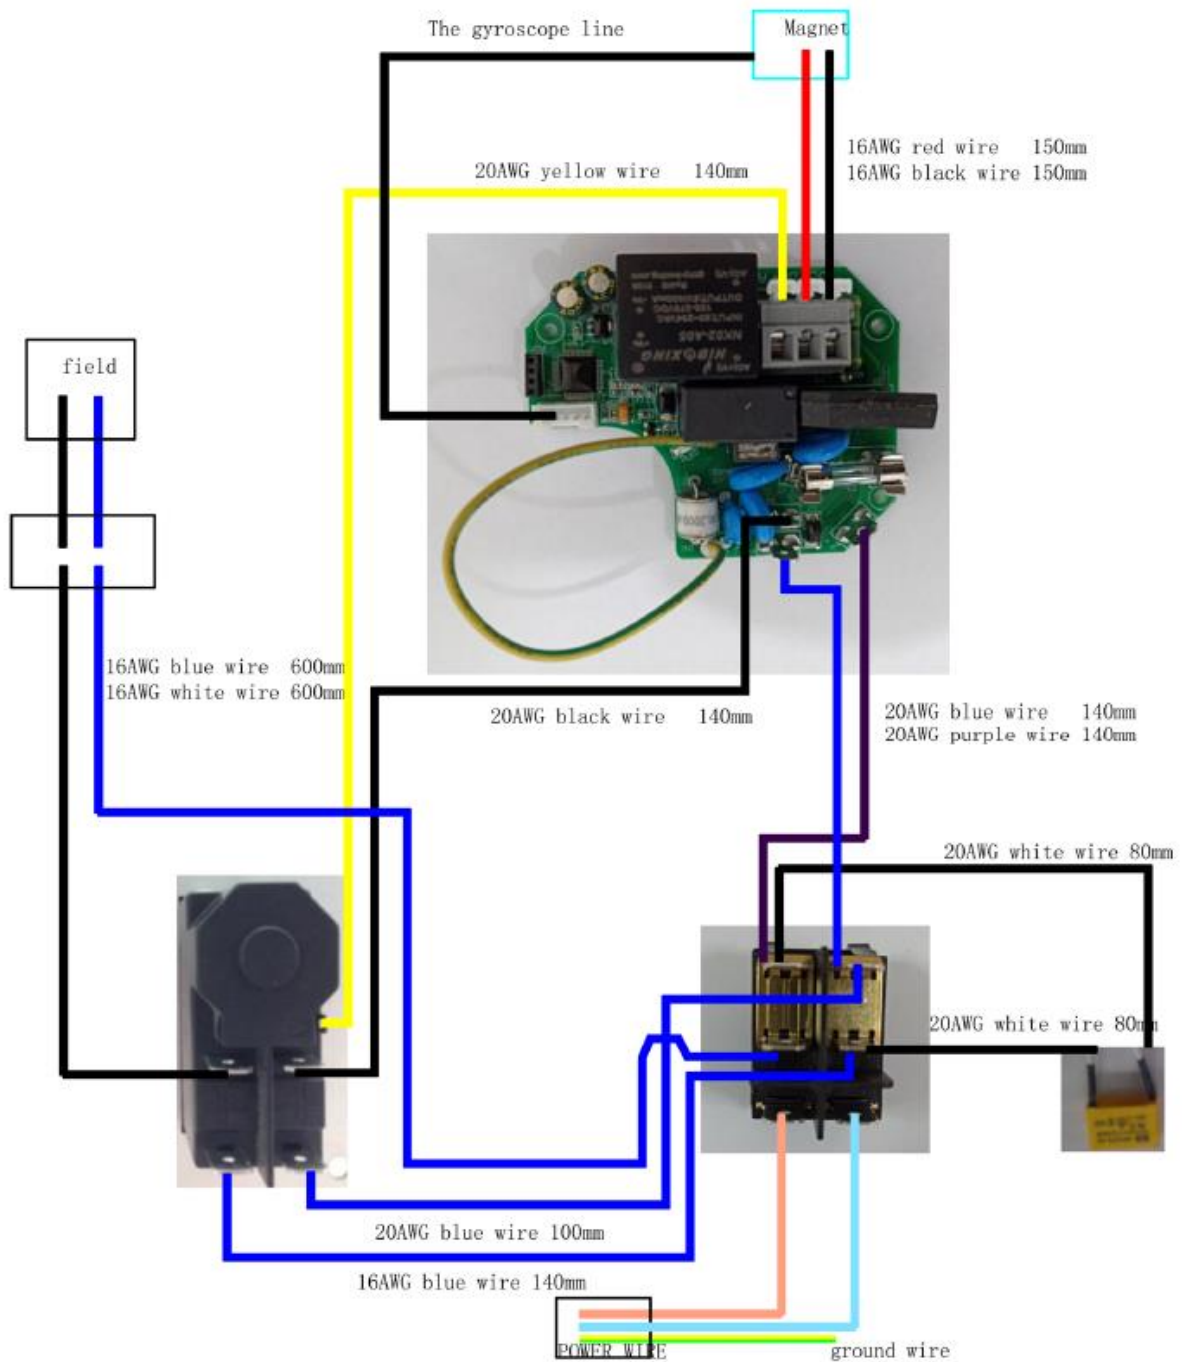 The gyroscope line
Magnet
16AWG red wire 150mm
16AWG black wire 150mm
20AWG yellow wire 140mm
field
16AWG blue wire 600mm
16AWG white wire 600mm
20AWG black wire 140mm
20AWG blue wire 140mm
20AWG purple wire 140mm
20AWG white wire 80mm
20AWG white wire 80mm
20AWG blue wire 100mm
16AWG blue wire 140mm
POWER WIRE
ground wire